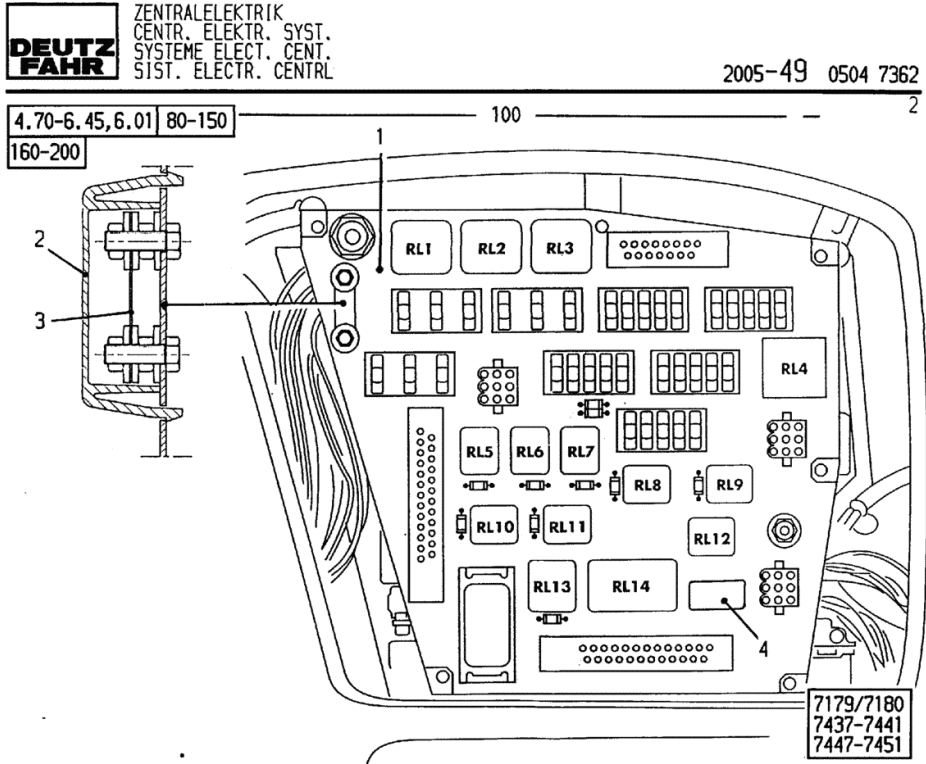 DEUTZ
FAHR
ZENTRALELEKTRIK
CENTR. ELEKTR. SYST.
SYSTEME ELECT. CENT.
SIST. ELECTR. CENTRL
2005-49 0504 7362
2
4.70-6.45,6.01 80-150
160-200
100
1
2
3
RL1 RL2 RL3
RL4
RL5 RL6 RL7
RL8 RL9
RL10 RL11
RL12
RL13 RL14
4
7179/7180
7437-7441
7447-7451